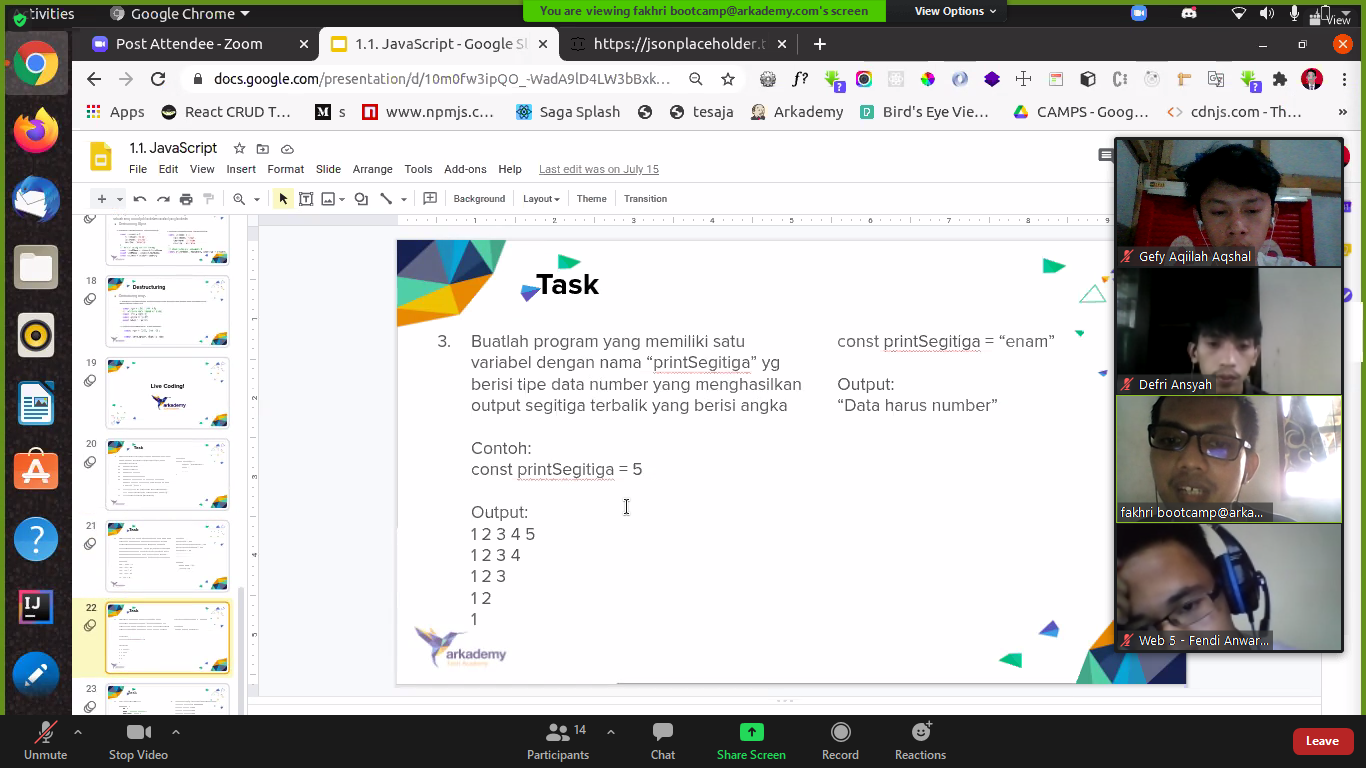 Activities
Google Chrome
You are viewing fakhri bootcamp@arkademy.com's screen
View Options
View
Post Attendee - Zoom
1.1. JavaScript - Google Sl
https://jsonplaceholder.t
docs.google.com/presentation/d/10m0fw3ipQO_-WadA9lD4LW3bBxk...
Apps
React CRUD T...
s
www.npmjs.c...
Saga Splash
tesaja
Arkademy
Bird's Eye Vie...
CAMPS - Goog...
cdnjs.com - Th...
1.1. JavaScript
File Edit View Insert Format Slide Arrange Tools Add-ons Help
Last edit was on July 15
Background Layout Theme Transition
18
Destructuring
19
Live Coding!
arkademy
20
Task
21
Task
22
Task
23
Task
Task
3. Buatlah program yang memiliki satu
variabel dengan nama “printSegitiga” yg
berisi tipe data number yang menghasilkan
output segitiga terbalik yang berisi angka
Contoh:
const printSegitiga = 5
Output:
1 2 3 4 5
1 2 3 4
1 2 3
1 2
1
arkademy
const printSegitiga = “enam”
Output:
“Data harus number”
Gefy Aqiilah Aqshal
Defri Ansyah
fakhri bootcamp@arka...
Web 5 - Fendi Anwar...
Unmute
Stop Video
Participants
14
Chat
Share Screen
Record
Reactions
Leave